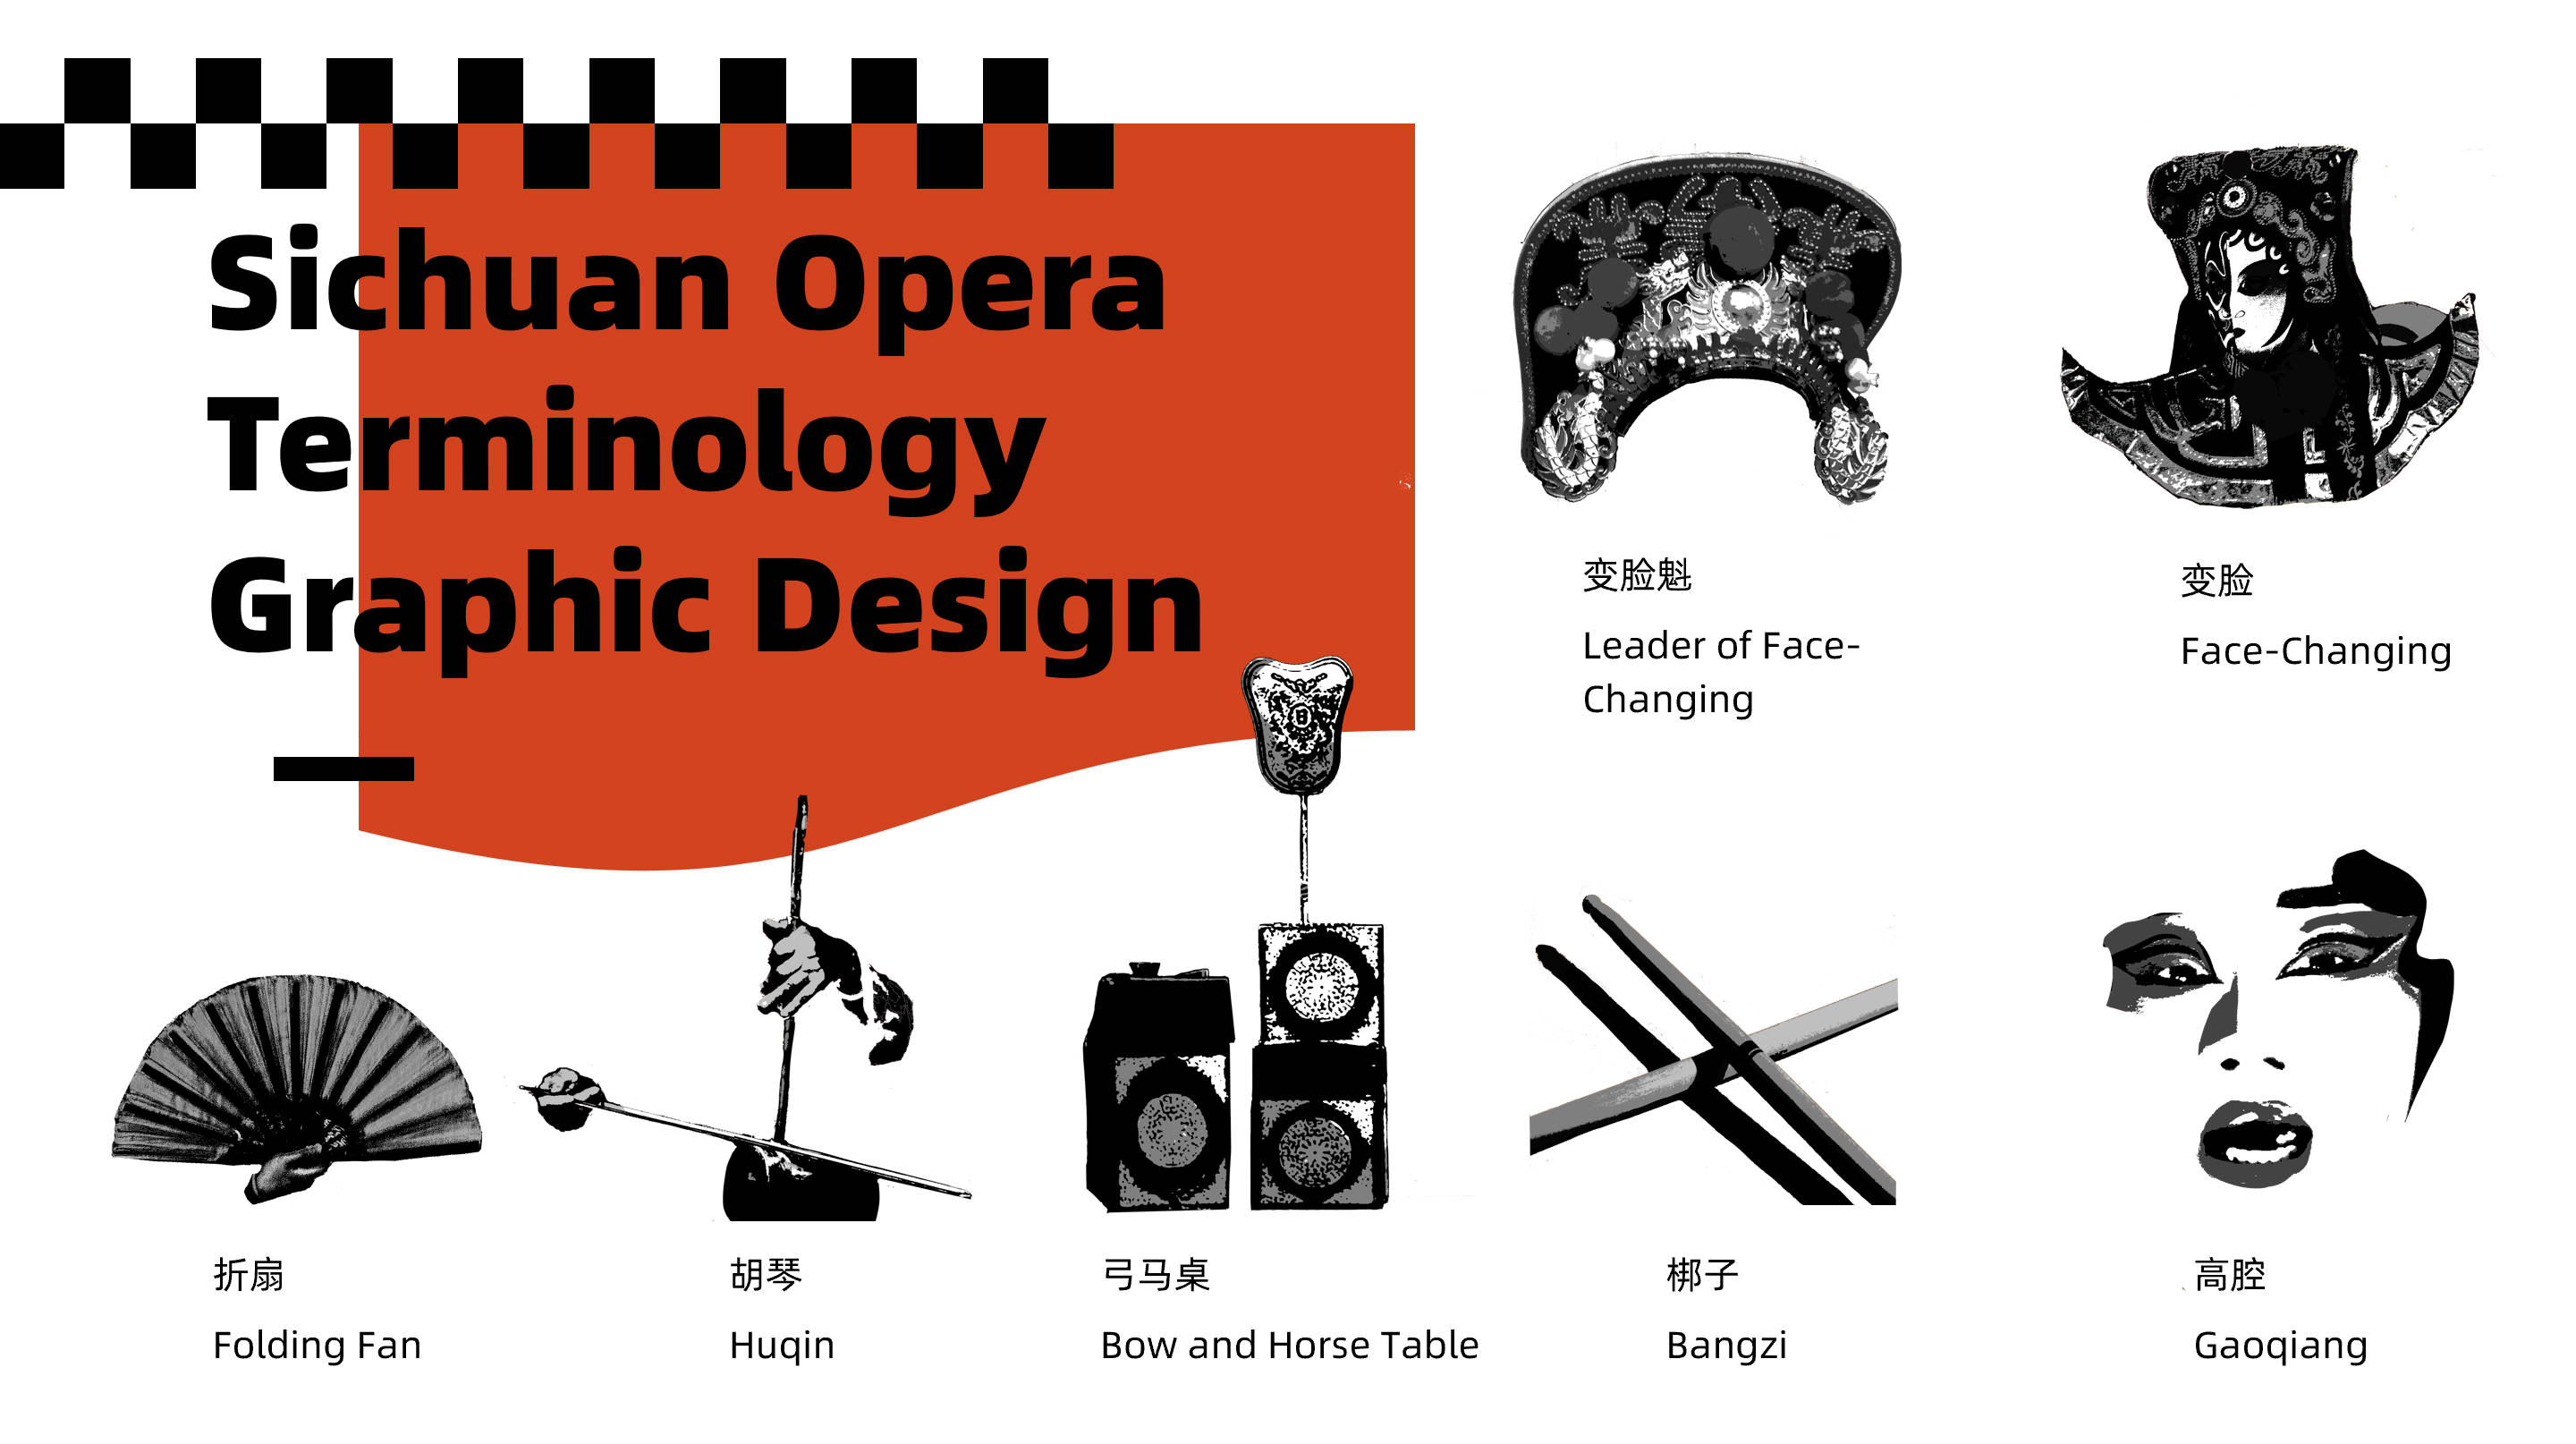 Sichuan Opera
Terminology
Graphic Design
变脸魁
Leader of Face-
Changing
变脸
Face-Changing
折扇
Folding Fan
胡琴
Huqin
弓马桌
Bow and Horse Table
梆子
Bangzi
高腔
Gaoqiang